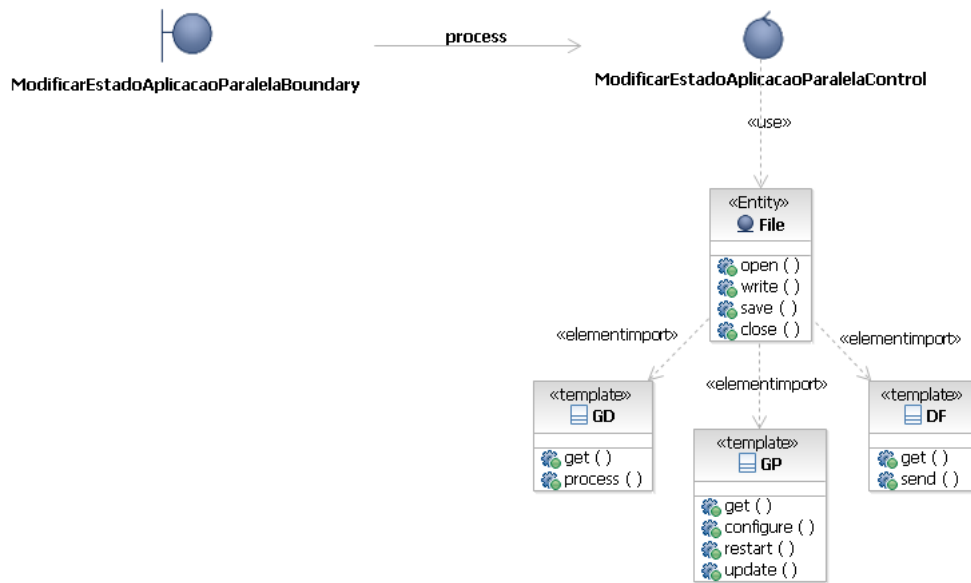 process
ModificarEstadoAplicacaoParalelaBoundary
ModificarEstadoAplicacaoParalelaControl
«use»
«Entity»
File
open ( )
write ( )
save ( )
close ( )
«elementimport»
«elementimport»
«elementimport»
«template»
GD
get ( )
process ( )
«template»
GP
get ( )
configure ( )
restart ( )
update ( )
«template»
DF
get ( )
send ( )